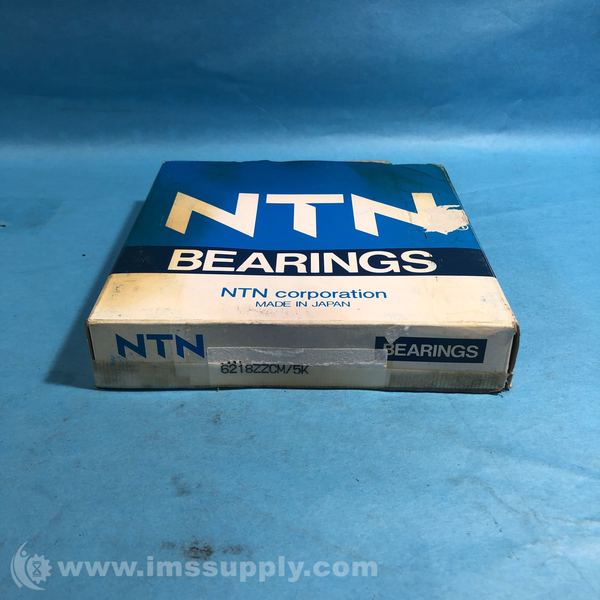 NTN
BEARINGS
NTN corporation
MADE IN JAPAN
NTN
BEARINGS
6218ZZCM/5K
www.imssupply.com